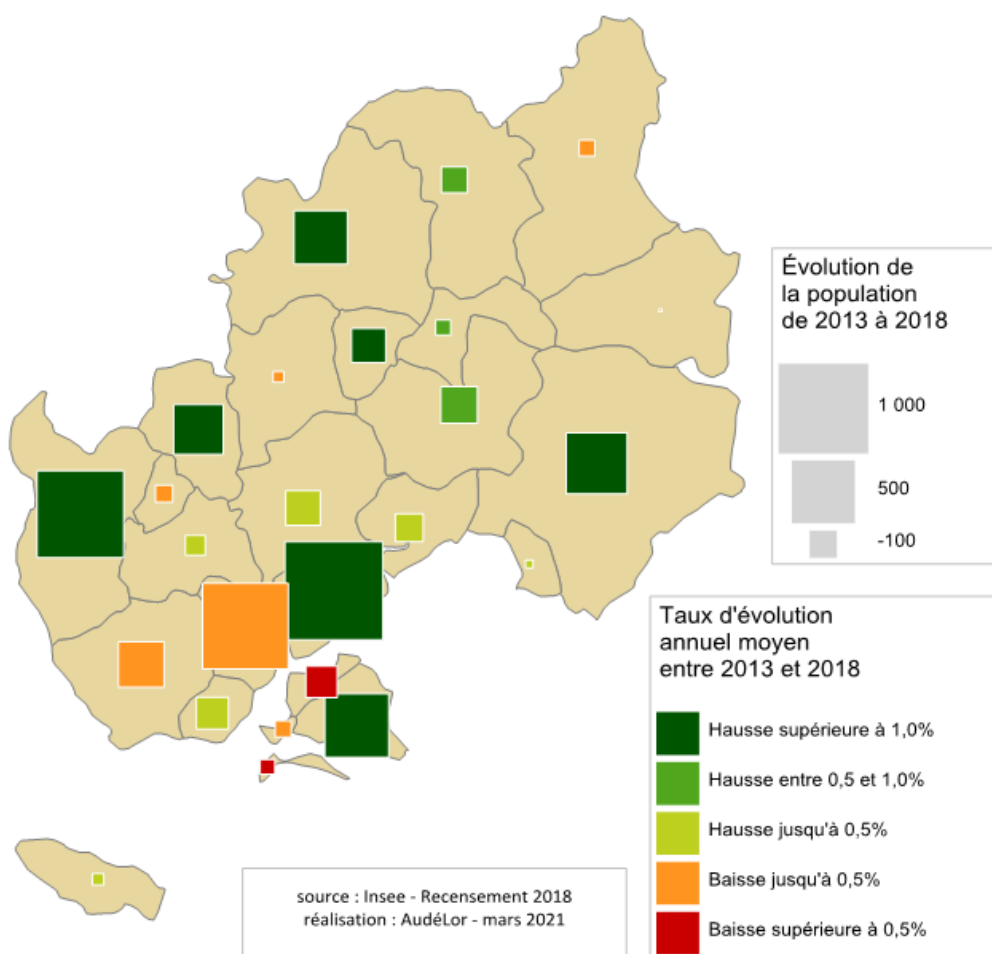 Évolution de
la population
de 2013 à 2018
1 000
500
-100
Taux d'évolution
annuel moyen
entre 2013 et 2018
Hausse supérieure à 1,0%
Hausse entre 0,5 et 1,0%
Hausse jusqu'à 0,5%
Baisse jusqu'à 0,5%
Baisse supérieure à 0,5%
source : Insee - Recensement 2018
réalisation : AudéLor - mars 2021